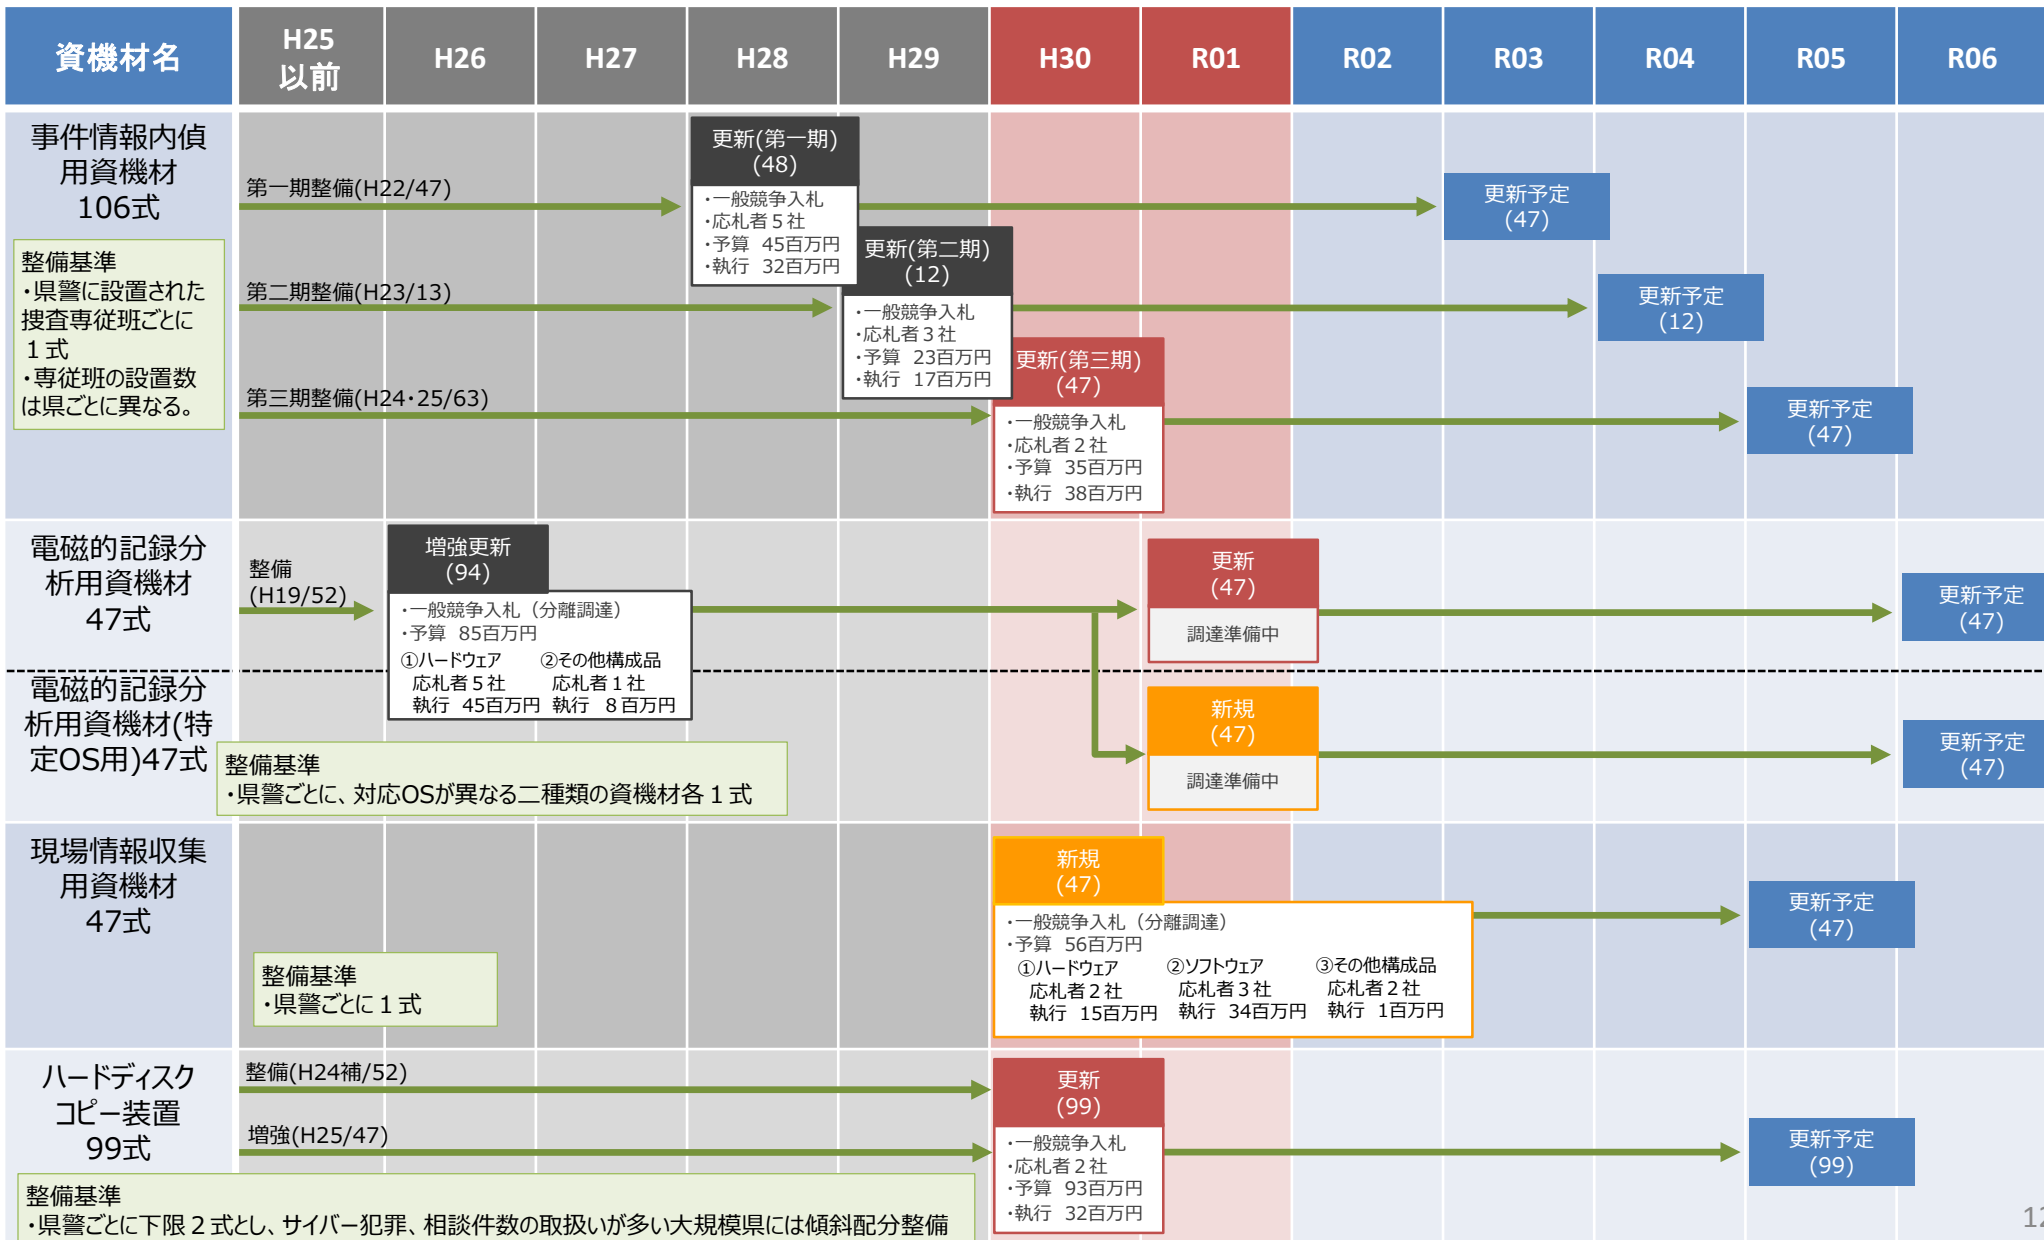 資機材名
H25
以前
H26
H27
H28
H29
H30
R01
R02
R03
R04
R05
R06
事件情報内偵
用資機材
106式
整備基準
・県警に設置された
捜査専従班ごとに
１式
・専従班の設置数
は県ごとに異なる。
第一期整備(H22/47)
更新(第一期)
(48)
・一般競争入札
・応札者５社
・予算 45百万円
・執行 32百万円
更新予定
(47)
第二期整備(H23/13)
更新(第二期)
(12)
・一般競争入札
・応札者３社
・予算 23百万円
・執行 17百万円
更新予定
(12)
第三期整備(H24・25/63)
更新(第三期)
(47)
・一般競争入札
・応札者２社
・予算 35百万円
・執行 38百万円
更新予定
(47)
電磁的記録分
析用資機材
47式
整備
(H19/52)
増強更新
(94)
・一般競争入札（分離調達）
・予算 85百万円
①ハードウェア ②その他構成品
応札者５社 応札者１社
執行 45百万円 執行 ８百万円
更新
(47)
調達準備中
更新予定
(47)
電磁的記録分
析用資機材(特
定OS用)47式
整備基準
・県警ごとに、対応OSが異なる二種類の資機材各１式
新規
(47)
調達準備中
更新予定
(47)
現場情報収集
用資機材
47式
整備基準
・県警ごとに１式
新規
(47)
・一般競争入札（分離調達）
・予算 56百万円
①ハードウェア ②ソフトウェア ③その他構成品
応札者２社 応札者３社 応札者２社
執行 15百万円 執行 34百万円 執行 1百万円
更新予定
(47)
ハードディスク
コピー装置
99式
整備(H24補/52)
増強(H25/47)
更新
(99)
・一般競争入札
・応札者２社
・予算 93百万円
・執行 32百万円
更新予定
(99)
整備基準
・県警ごとに下限２式とし、サイバー犯罪、相談件数の取扱いが多い大規模県には傾斜配分整備
12